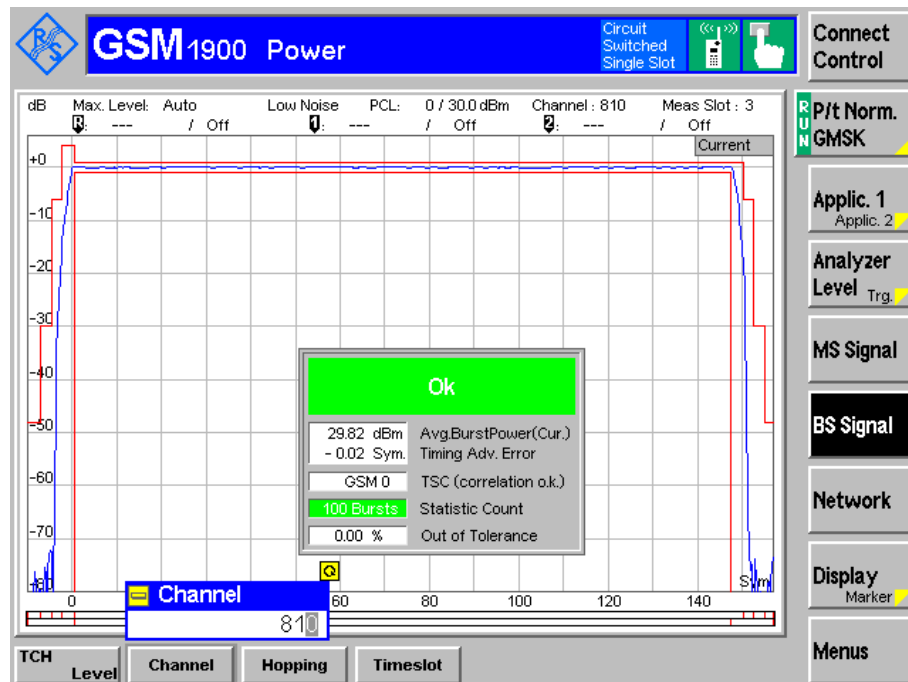 R&S
GSM 1900 Power
Circuit
Switched
Single Slot
Connect
Control
dB Max. Level: Auto Low Noise PCL: 0 / 30.0 dBm Channel : 810 Meas Slot : 3
R: --- / Off 1: --- / Off 2: --- / Off
RUN
P/t Norm.
GMSK
Current
+0
-10
-20
-30
-40
-50
-60
-70
-80
Applic. 1
Applic. 2
Analyzer
Level Trg.
MS Signal
BS Signal
Network
Display
Marker
Menus
Ok
29.82 dBm Avg.BurstPower(Cur.)
- 0.02 Sym. Timing Adv. Error
GSM 0 TSC (correlation o.k.)
100 Bursts Statistic Count
0.00 % Out of Tolerance
Sym
0 60 80 100 120 140
Channel
810
TCH
Level
Channel
Hopping
Timeslot